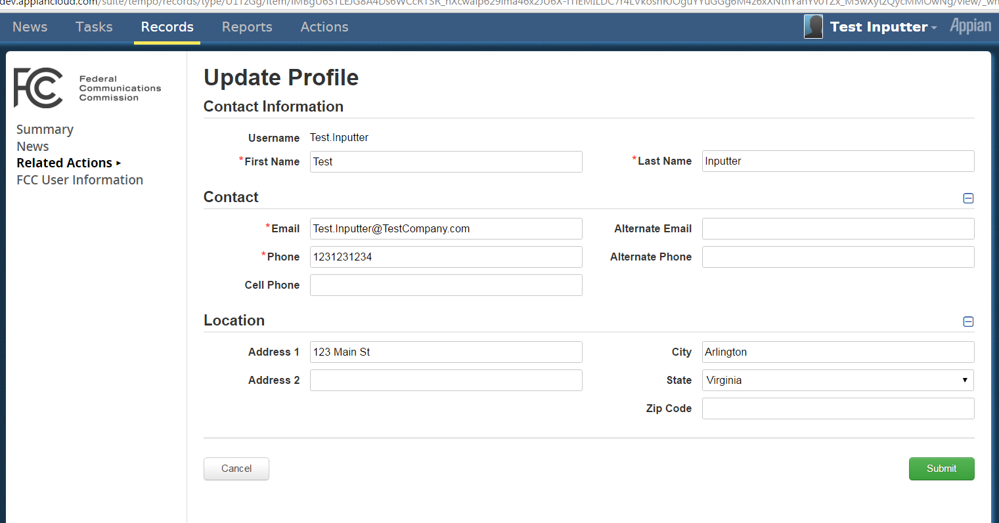 dev.appiancloud.com/suite/tempo/records/type/
News Tasks Records Reports Actions Test Inputter Appian
FCC Federal
Communications
Commission
Summary
News
Related Actions ▸
FCC User Information
Update Profile
Contact Information
Username Test.Inputter
*First Name Test *Last Name Inputter
Contact
*Email Test.Inputter@TestCompany.com Alternate Email
*Phone 1231231234 Alternate Phone
Cell Phone
Location
Address 1 123 Main St City Arlington
Address 2 State Virginia
Zip Code
Cancel Submit